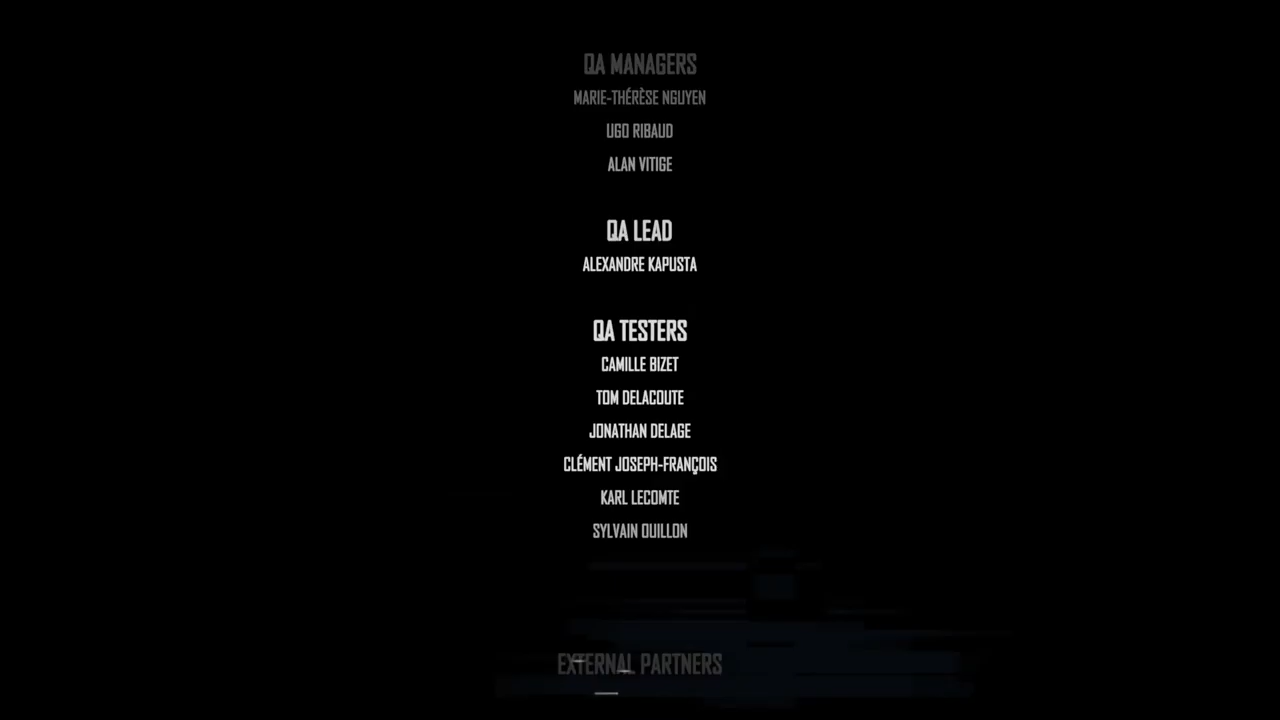 QA MANAGERS
MARIE-THÉRÈSE NGUYEN
UGO RIBAUD
ALAN VITIGE
QA LEAD
ALEXANDRE KAPUSTA
QA TESTERS
CAMILLE BIZET
TOM DELACOUTE
JONATHAN DELAGE
CLÉMENT JOSEPH-FRANÇOIS
KARL LECOMTE
SYLVAIN OUILLON
EXTERNAL PARTNERS